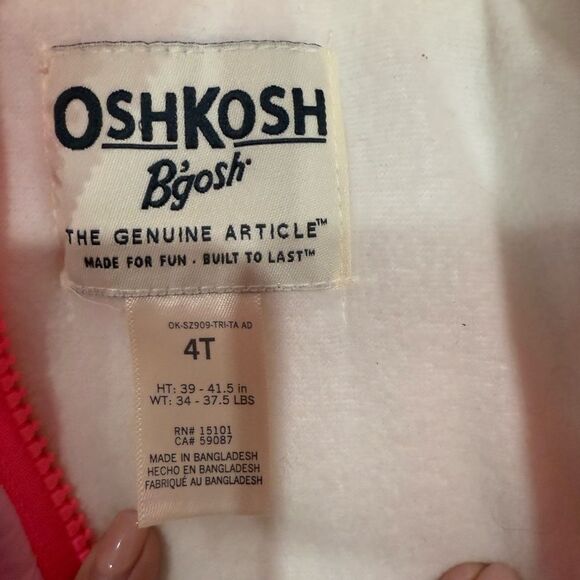 OSHKOSH
B'gosh
THE GENUINE ARTICLE™
MADE FOR FUN . BUILT TO LAST™
OK-SZ909-TRI-TA AD
4T
HT: 39 - 41.5 in
WT: 34 - 37.5 LBS
RN# 15101
CA# 59087
MADE IN BANGLADESH
HECHO EN BANGLADESH
FABRIQUÉ AU BANGLADESH